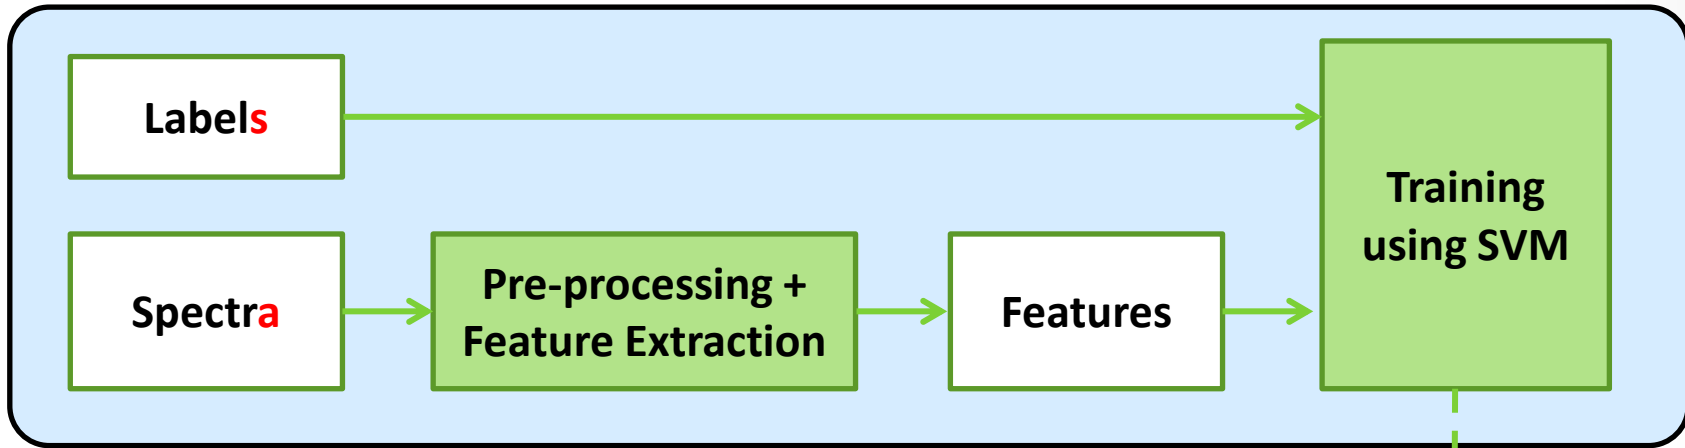 Labels
Spectra
Pre-processing +
Feature Extraction
Features
Training
using SVM